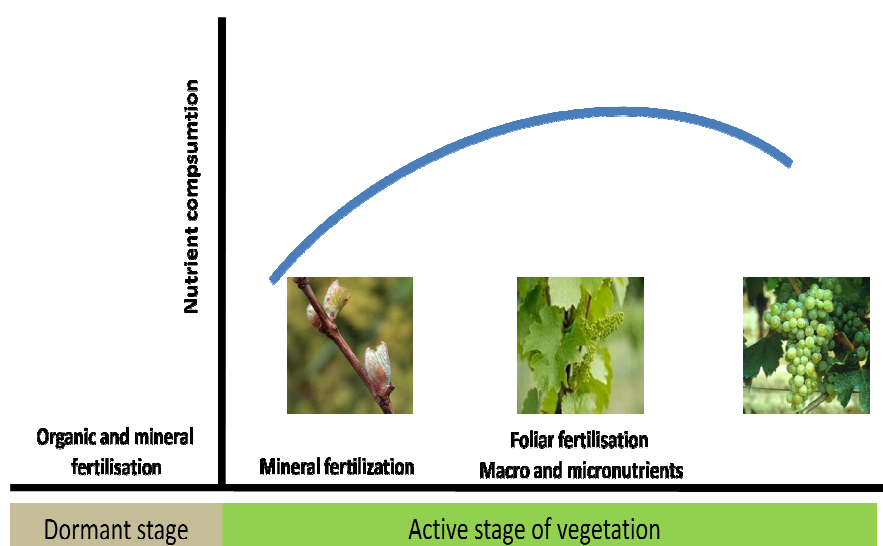 Nutrient compsumtion
Organic and mineral
fertilisation
Mineral fertilization
Foliar fertilisation
Macro and micronutrients
Dormant stage
Active stage of vegetation